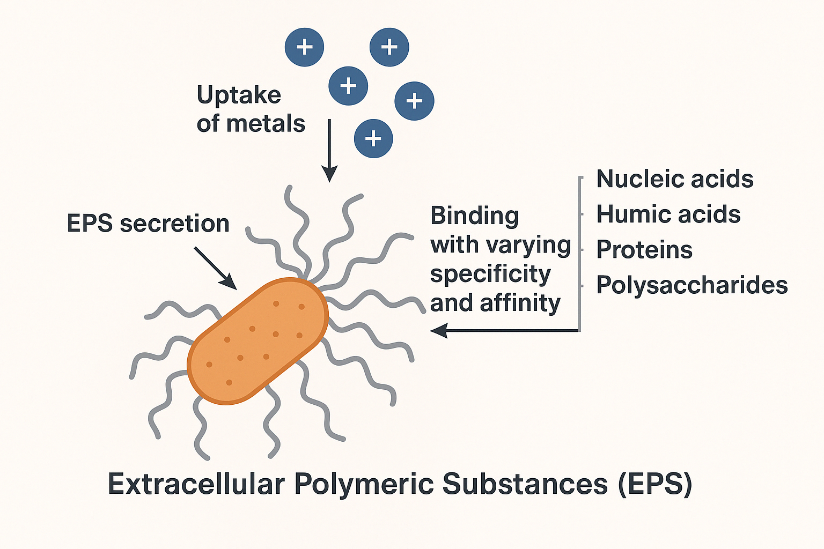 + +
+
+
+
Uptake
of metals
EPS secretion
Binding
with varying
specificity
and affinity
Nucleic acids
Humic acids
Proteins
Polysaccharides
Extracellular Polymeric Substances (EPS)